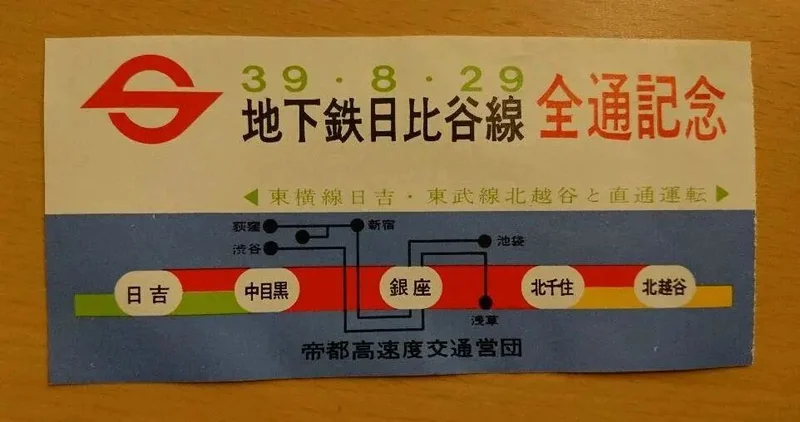 39・8・29
地下鉄日比谷線 全通記念
◀東横線日吉・東武線北越谷と直通運転▶
荻窪 新宿
渋谷 池袋
日吉 中目黒 銀座 北千住 北越谷
浅草
帝都高速度交通営団